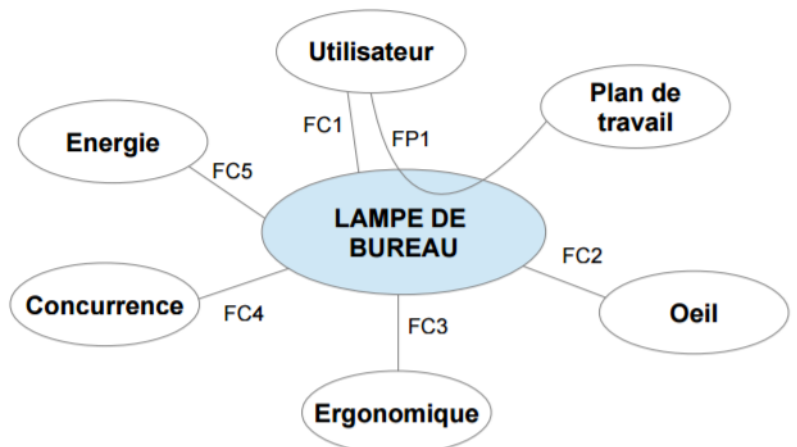 Utilisateur
Plan de
travail
Energie
FC1
FP1
FC5
LAMPE DE
BUREAU
FC2
Concurrence
FC4
FC3
Oeil
Ergonomique